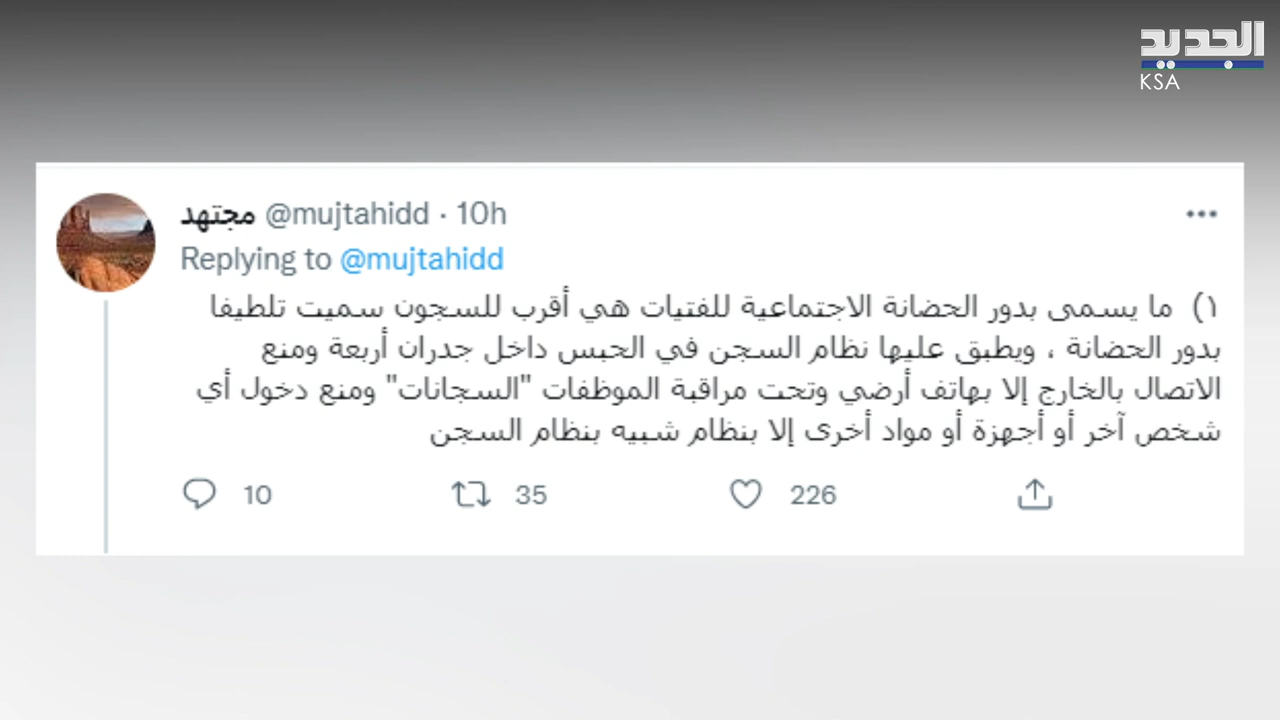 الجديد
KSA
مجتهد @mujtahidd · 10h
Replying to @mujtahidd
١) ما يسمى بدور الحضانة الاجتماعية للفتيات هي أقرب للسجون سميت تلطيفا
بدور الحضانة ، ويطبق عليها نظام السجن في الحبس داخل جدران أربعة ومنع
الاتصال بالخارج إلا بهاتف أرضي وتحت مراقبة الموظفات "السجانات" ومنع دخول أي
شخص آخر أو أجهزة أو مواد أخرى إلا بنظام شبيه بنظام السجن
10 35 226